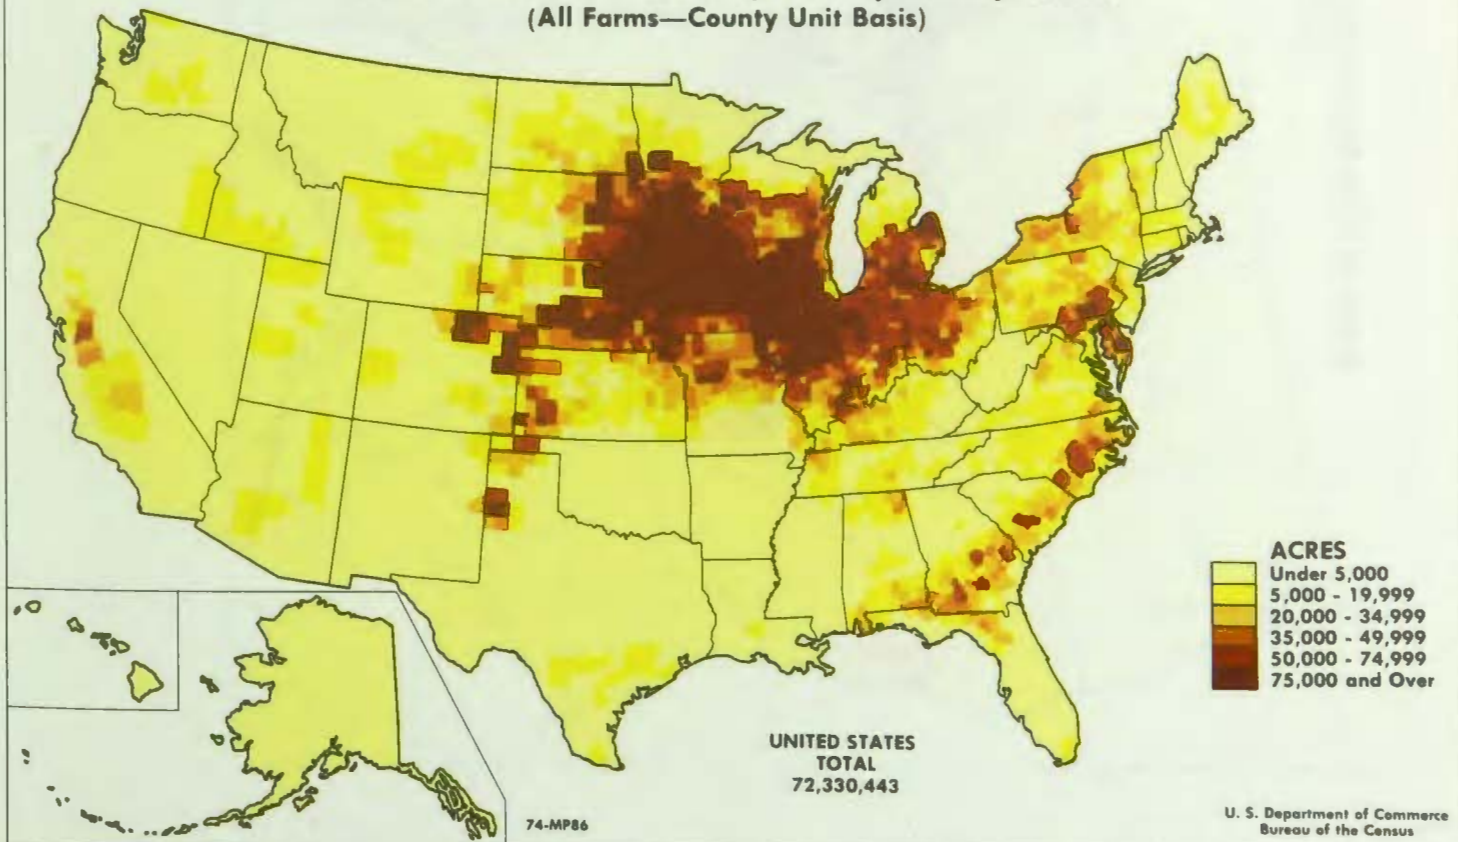 (All Farms—County Unit Basis)
ACRES
Under 5,000
5,000 - 19,999
20,000 - 34,999
35,000 - 49,999
50,000 - 74,999
75,000 and Over
UNITED STATES
TOTAL
72,330,443
74-MP86
U. S. Department of Commerce
Bureau of the Census